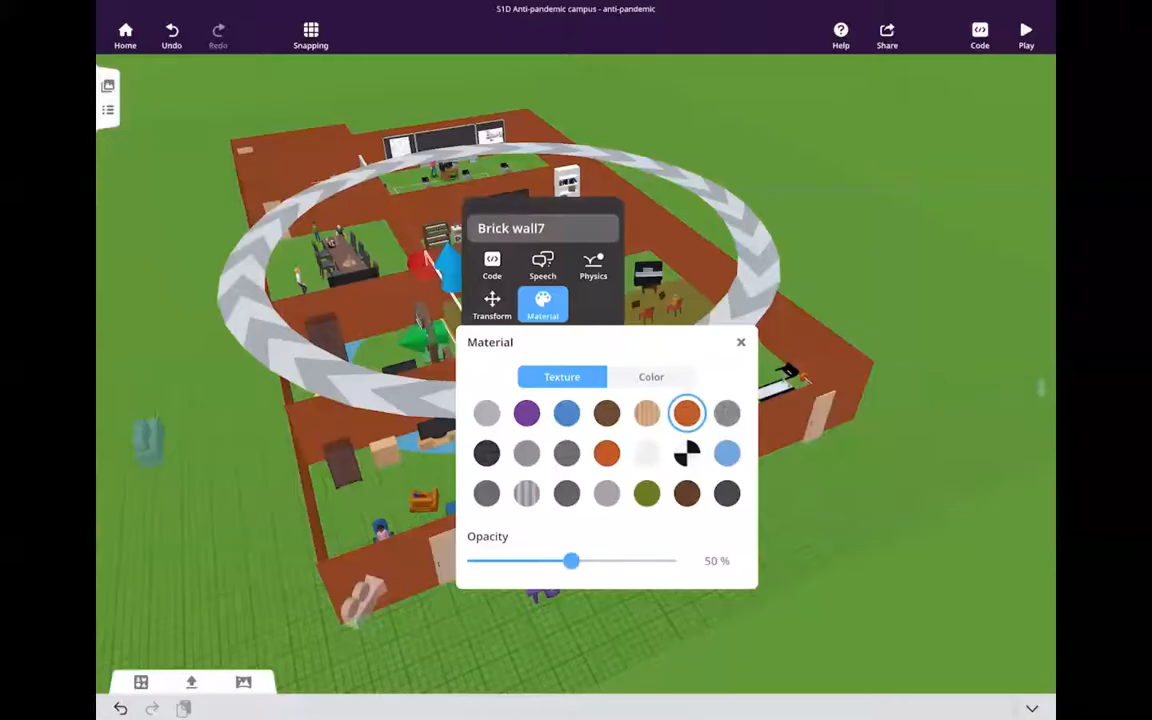 S1D Anti-pandemic campus - anti-pandemic
Home
Undo
Redo
Snapping
Help
Share
Code
Play
Brick wall7
Code
Speech
Physics
Transform
Material
Material
Texture
Color
Opacity
50 %